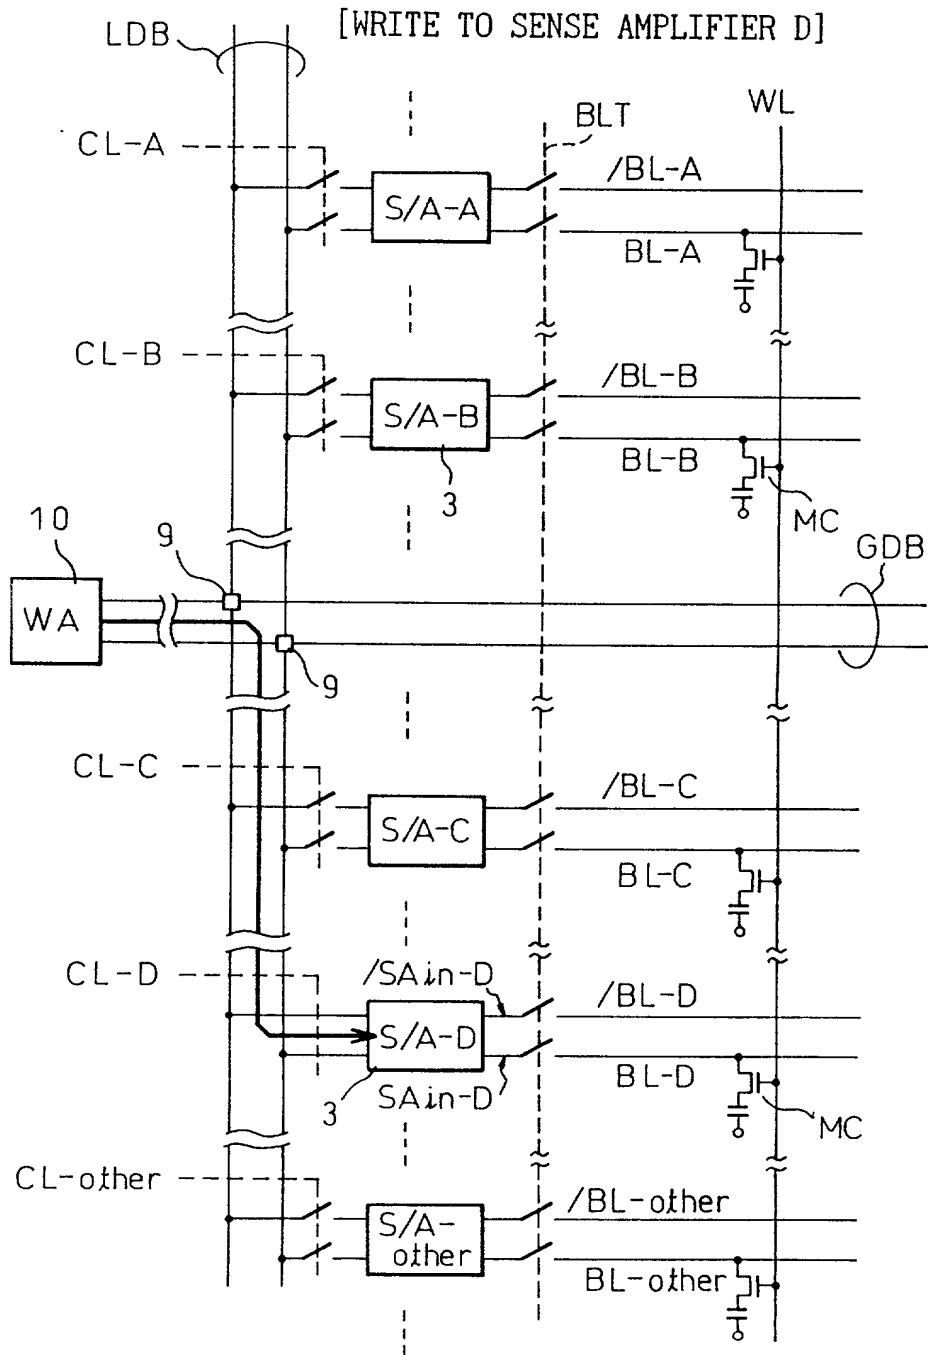 [WRITE TO SENSE AMPLIFIER D]
LDB
WL
BLT
CL-A
/BL-A
S/A-A
BL-A
CL-B
/BL-B
S/A-B
BL-B
3
MC
10
9
GDB
WA
9
CL-C
/BL-C
S/A-C
BL-C
CL-D
/SAin-D
/BL-D
S/A-D
BL-D
3
SAin-D
MC
CL-other
/BL-other
S/A-
other
BL-other